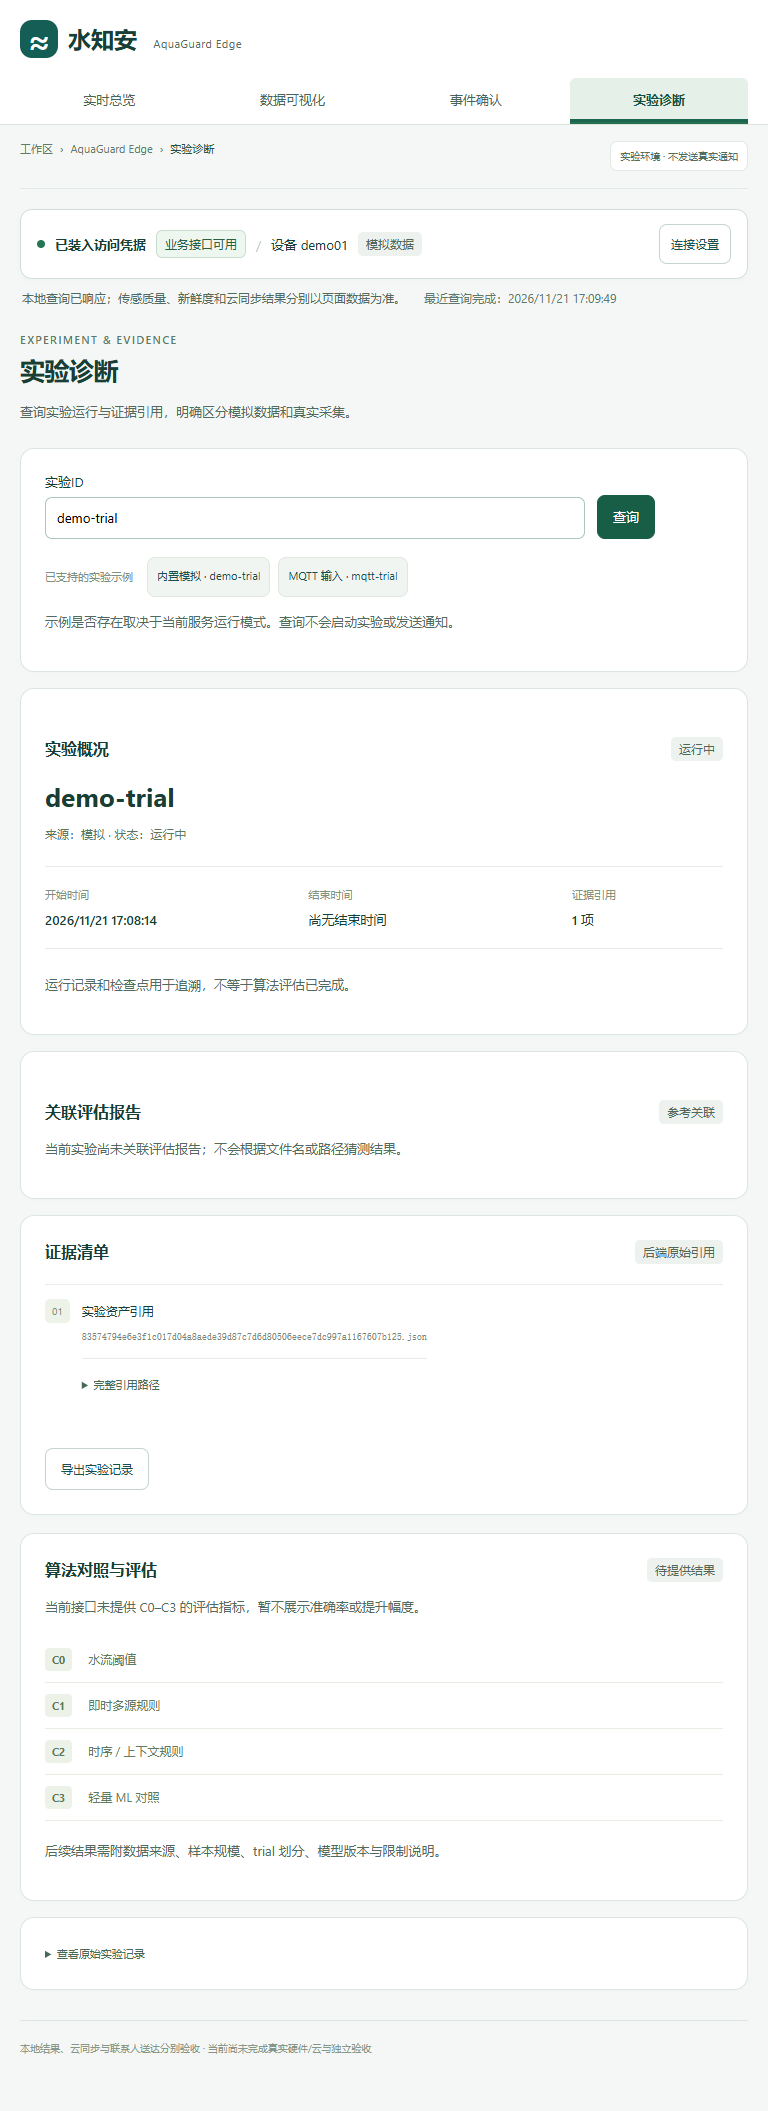 水知安 AquaGuard Edge
实时总览 数据可视化 事件确认 实验诊断
工作区 › AquaGuard Edge › 实验诊断
实验环境 · 不发送真实通知
已装入访问凭据 业务接口可用 / 设备 demo01 模拟数据 连接设置
本地查询已响应；传感质量、新鲜度和云同步结果分别以页面数据为准。 最近查询完成：2026/11/21 17:09:49
EXPERIMENT & EVIDENCE
实验诊断
查询实验运行与证据引用，明确区分模拟数据和真实采集。
实验ID
demo-trial 查询
已支持的实验示例 内置模拟 · demo-trial MQTT 输入 · mqtt-trial
示例是否存在取决于当前服务运行模式。查询不会启动实验或发送通知。
实验概况 运行中
demo-trial
来源：模拟 · 状态：运行中
开始时间 结束时间 证据引用
2026/11/21 17:08:14 尚无结束时间 1 项
运行记录和检查点用于追溯，不等于算法评估已完成。
关联评估报告 参考关联
当前实验尚未关联评估报告；不会根据文件名或路径猜测结果。
证据清单 后端原始引用
01 实验资产引用
83574794e6e3f1c017d04a8aede39d87c7d6d80506eece7dc997a1167607b125.json
▶ 完整引用路径
导出实验记录
算法对照与评估 待提供结果
当前接口未提供 C0–C3 的评估指标，暂不展示准确率或提升幅度。
C0 水流阈值
C1 即时多源规则
C2 时序 / 上下文规则
C3 轻量 ML 对照
后续结果需附数据来源、样本规模、trial 划分、模型版本与限制说明。
▶ 查看原始实验记录
本地结果、云同步与联系人送达分别验收 · 当前尚未完成真实硬件/云与独立验收